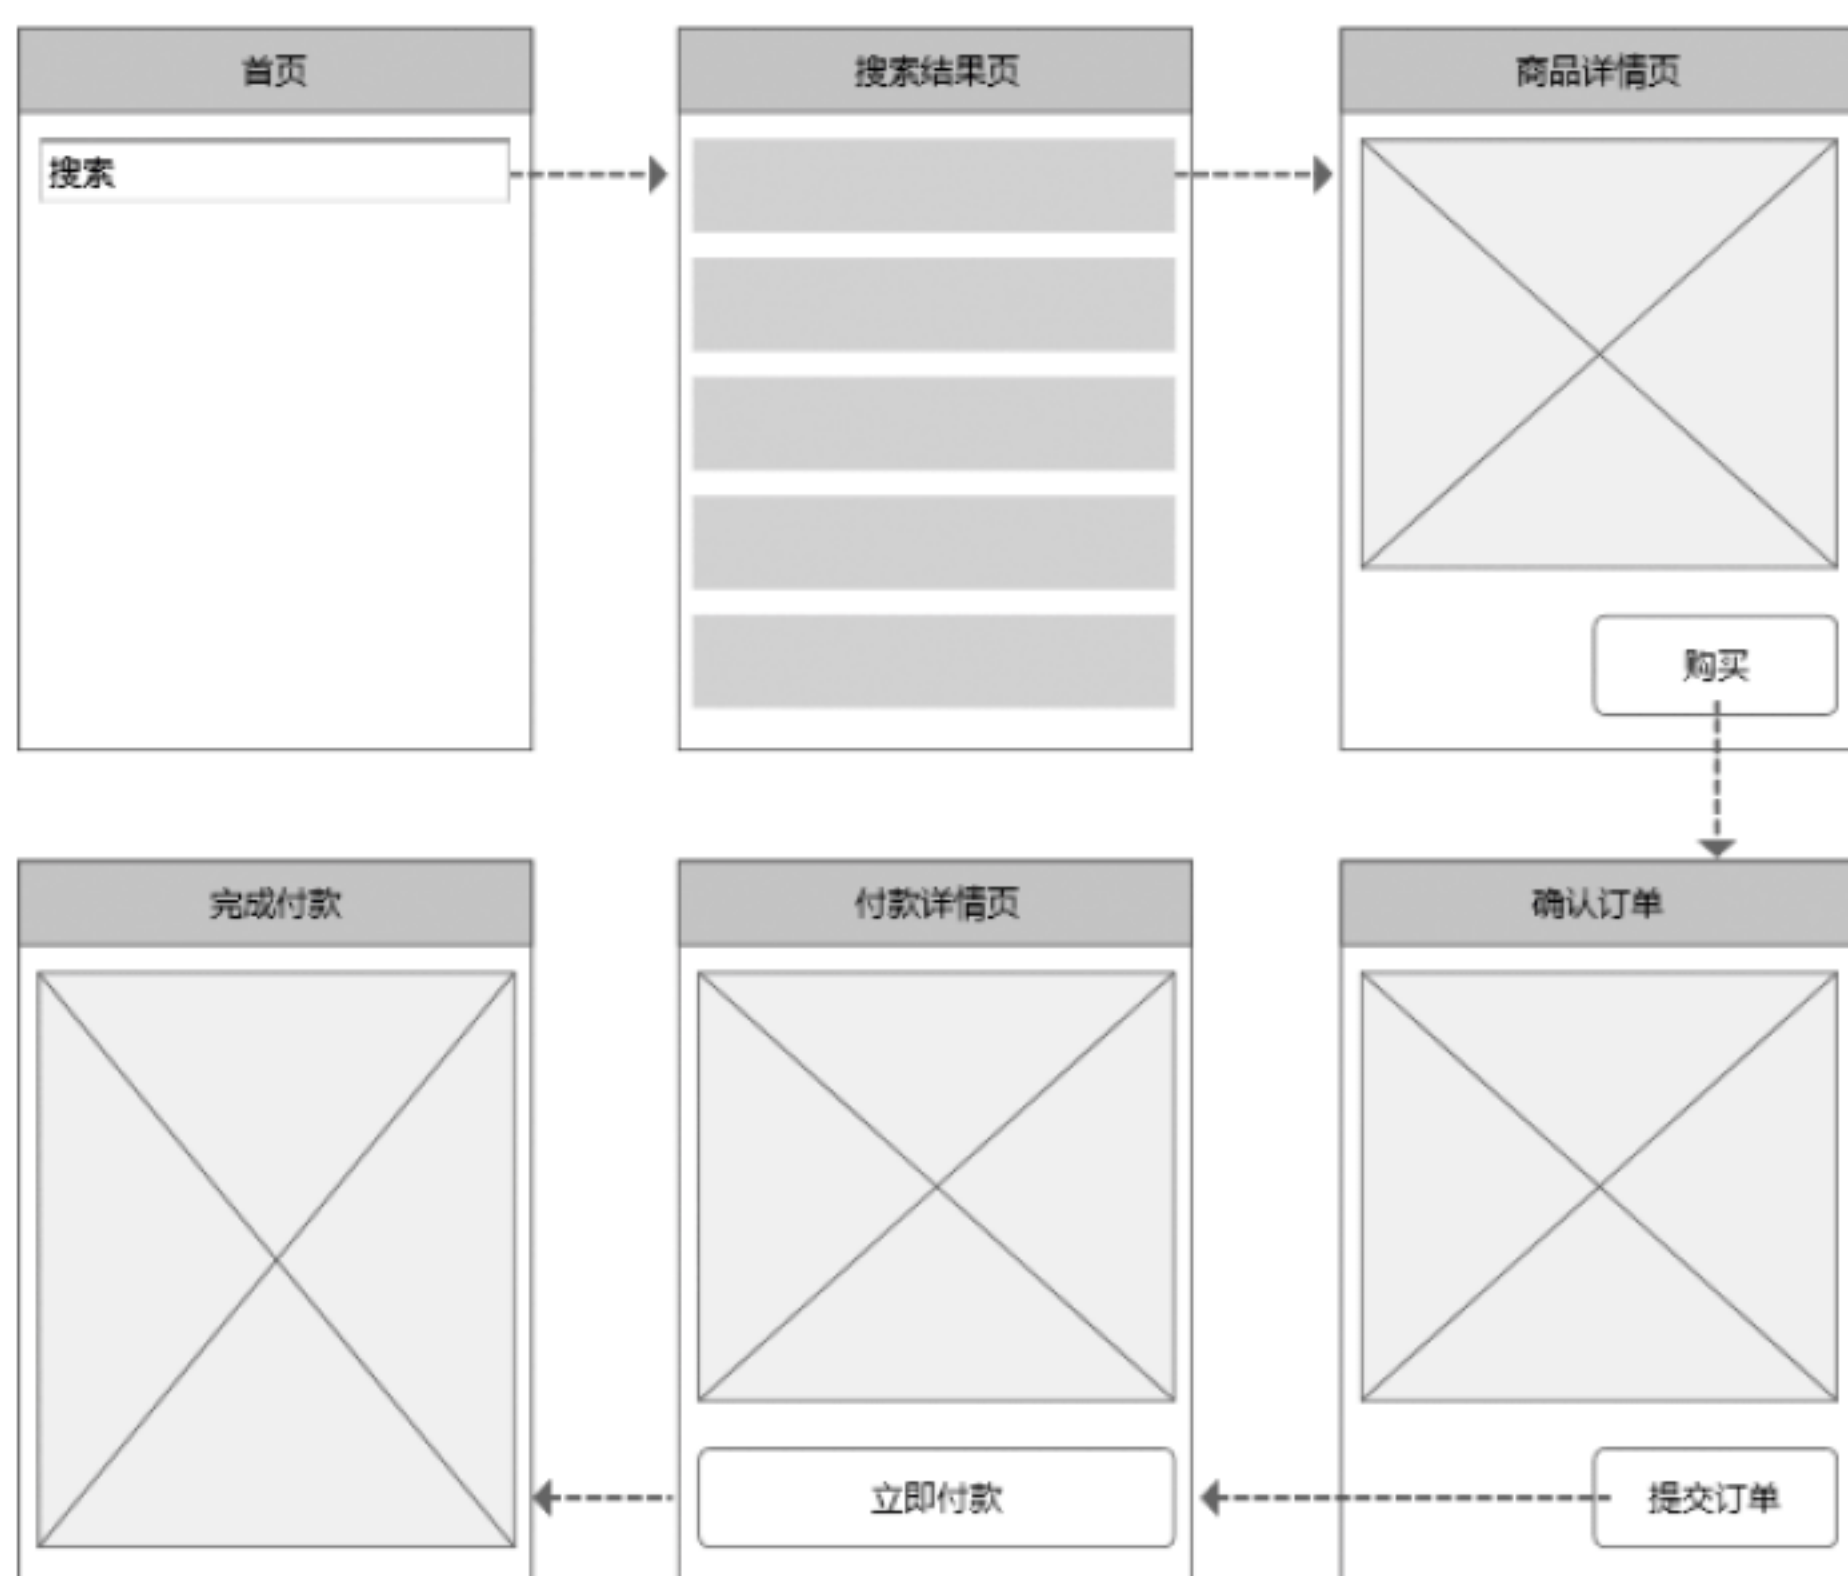 首页
搜索结果页
商品详情页
搜索
购买
完成付款
付款详情页
确认订单
立即付款
提交订单